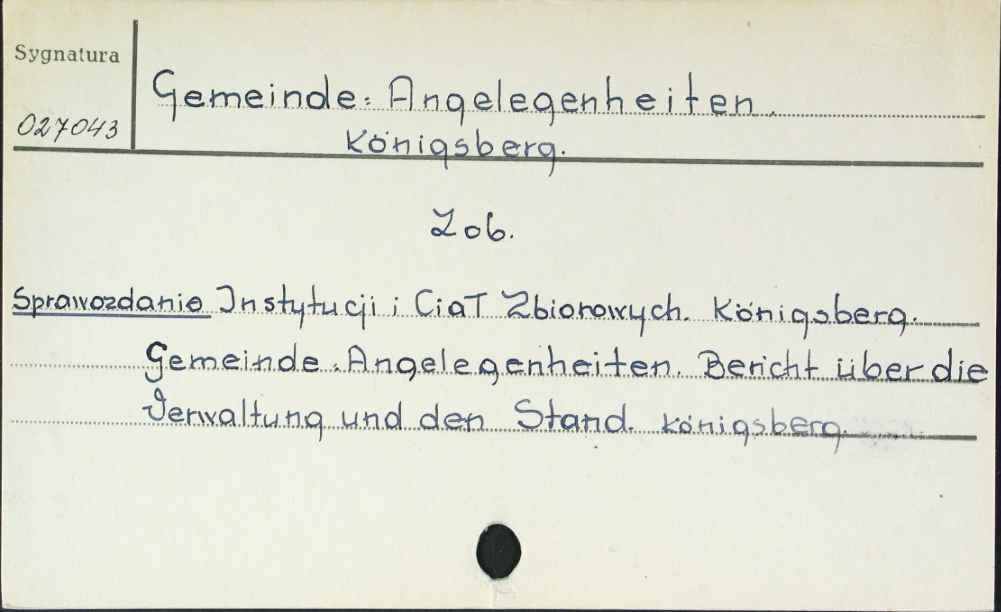 Sygnatura
027043
Gemeinde: Angelegenheiten.
Königsberg.
Zob.
Sprawozdanie Instytucji i Ciał Zbiorowych. Königsberg.
Gemeinde: Angelegenheiten. Bericht über die
Verwaltung und den Stand. Königsberg.